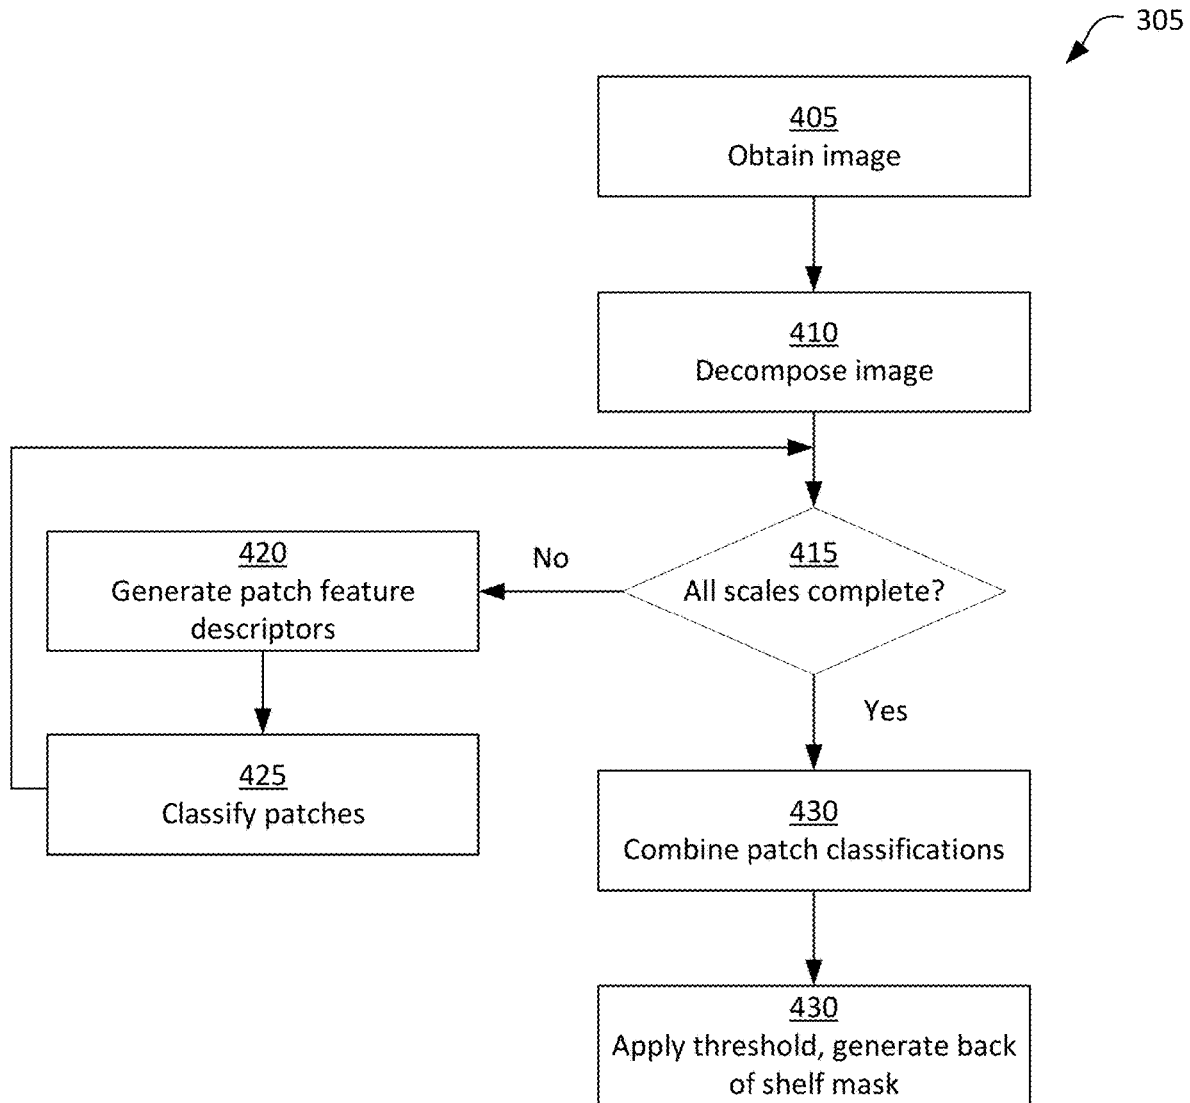 305
405
Obtain image
410
Decompose image
415
All scales complete?
No
420
Generate patch feature
descriptors
Yes
425
Classify patches
430
Combine patch classifications
430
Apply threshold, generate back
of shelf mask